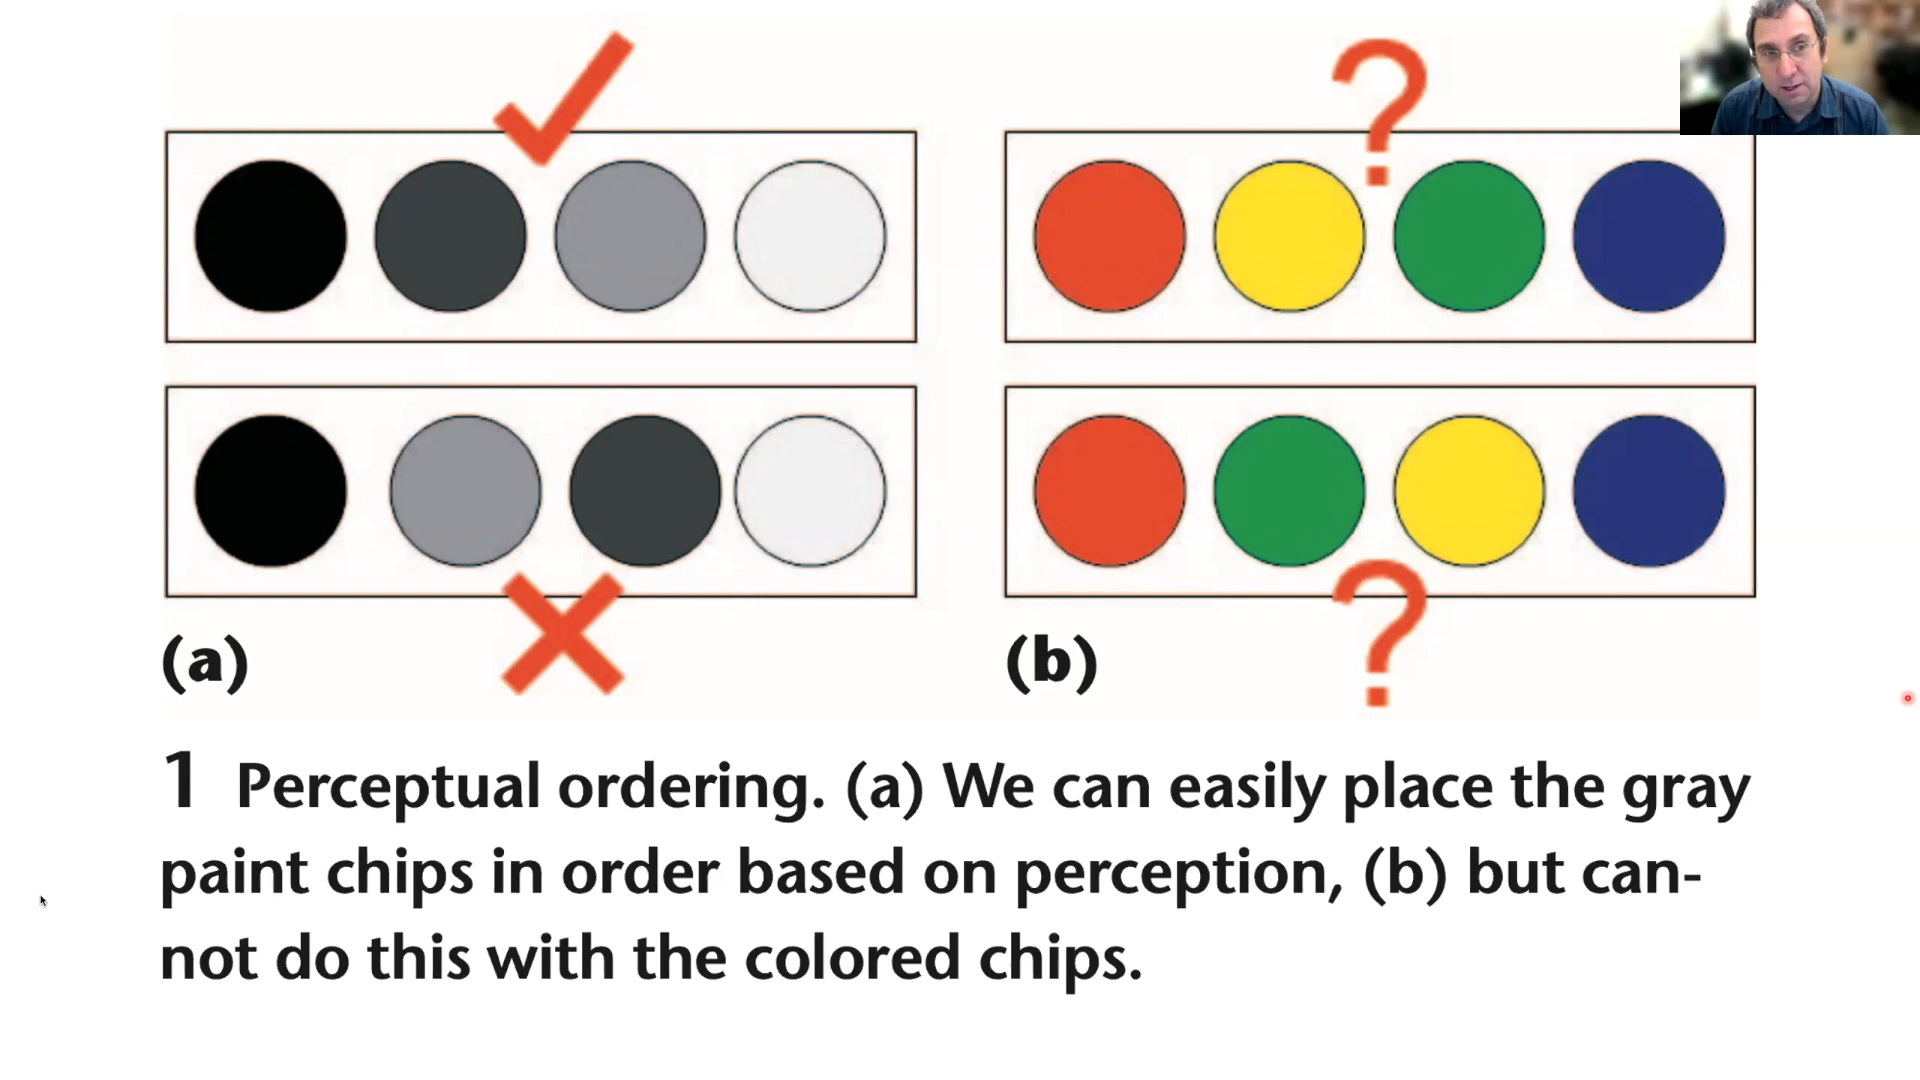 ?
(a)
(b)
?
1 Perceptual ordering. (a) We can easily place the gray
paint chips in order based on perception, (b) but can-
not do this with the colored chips.